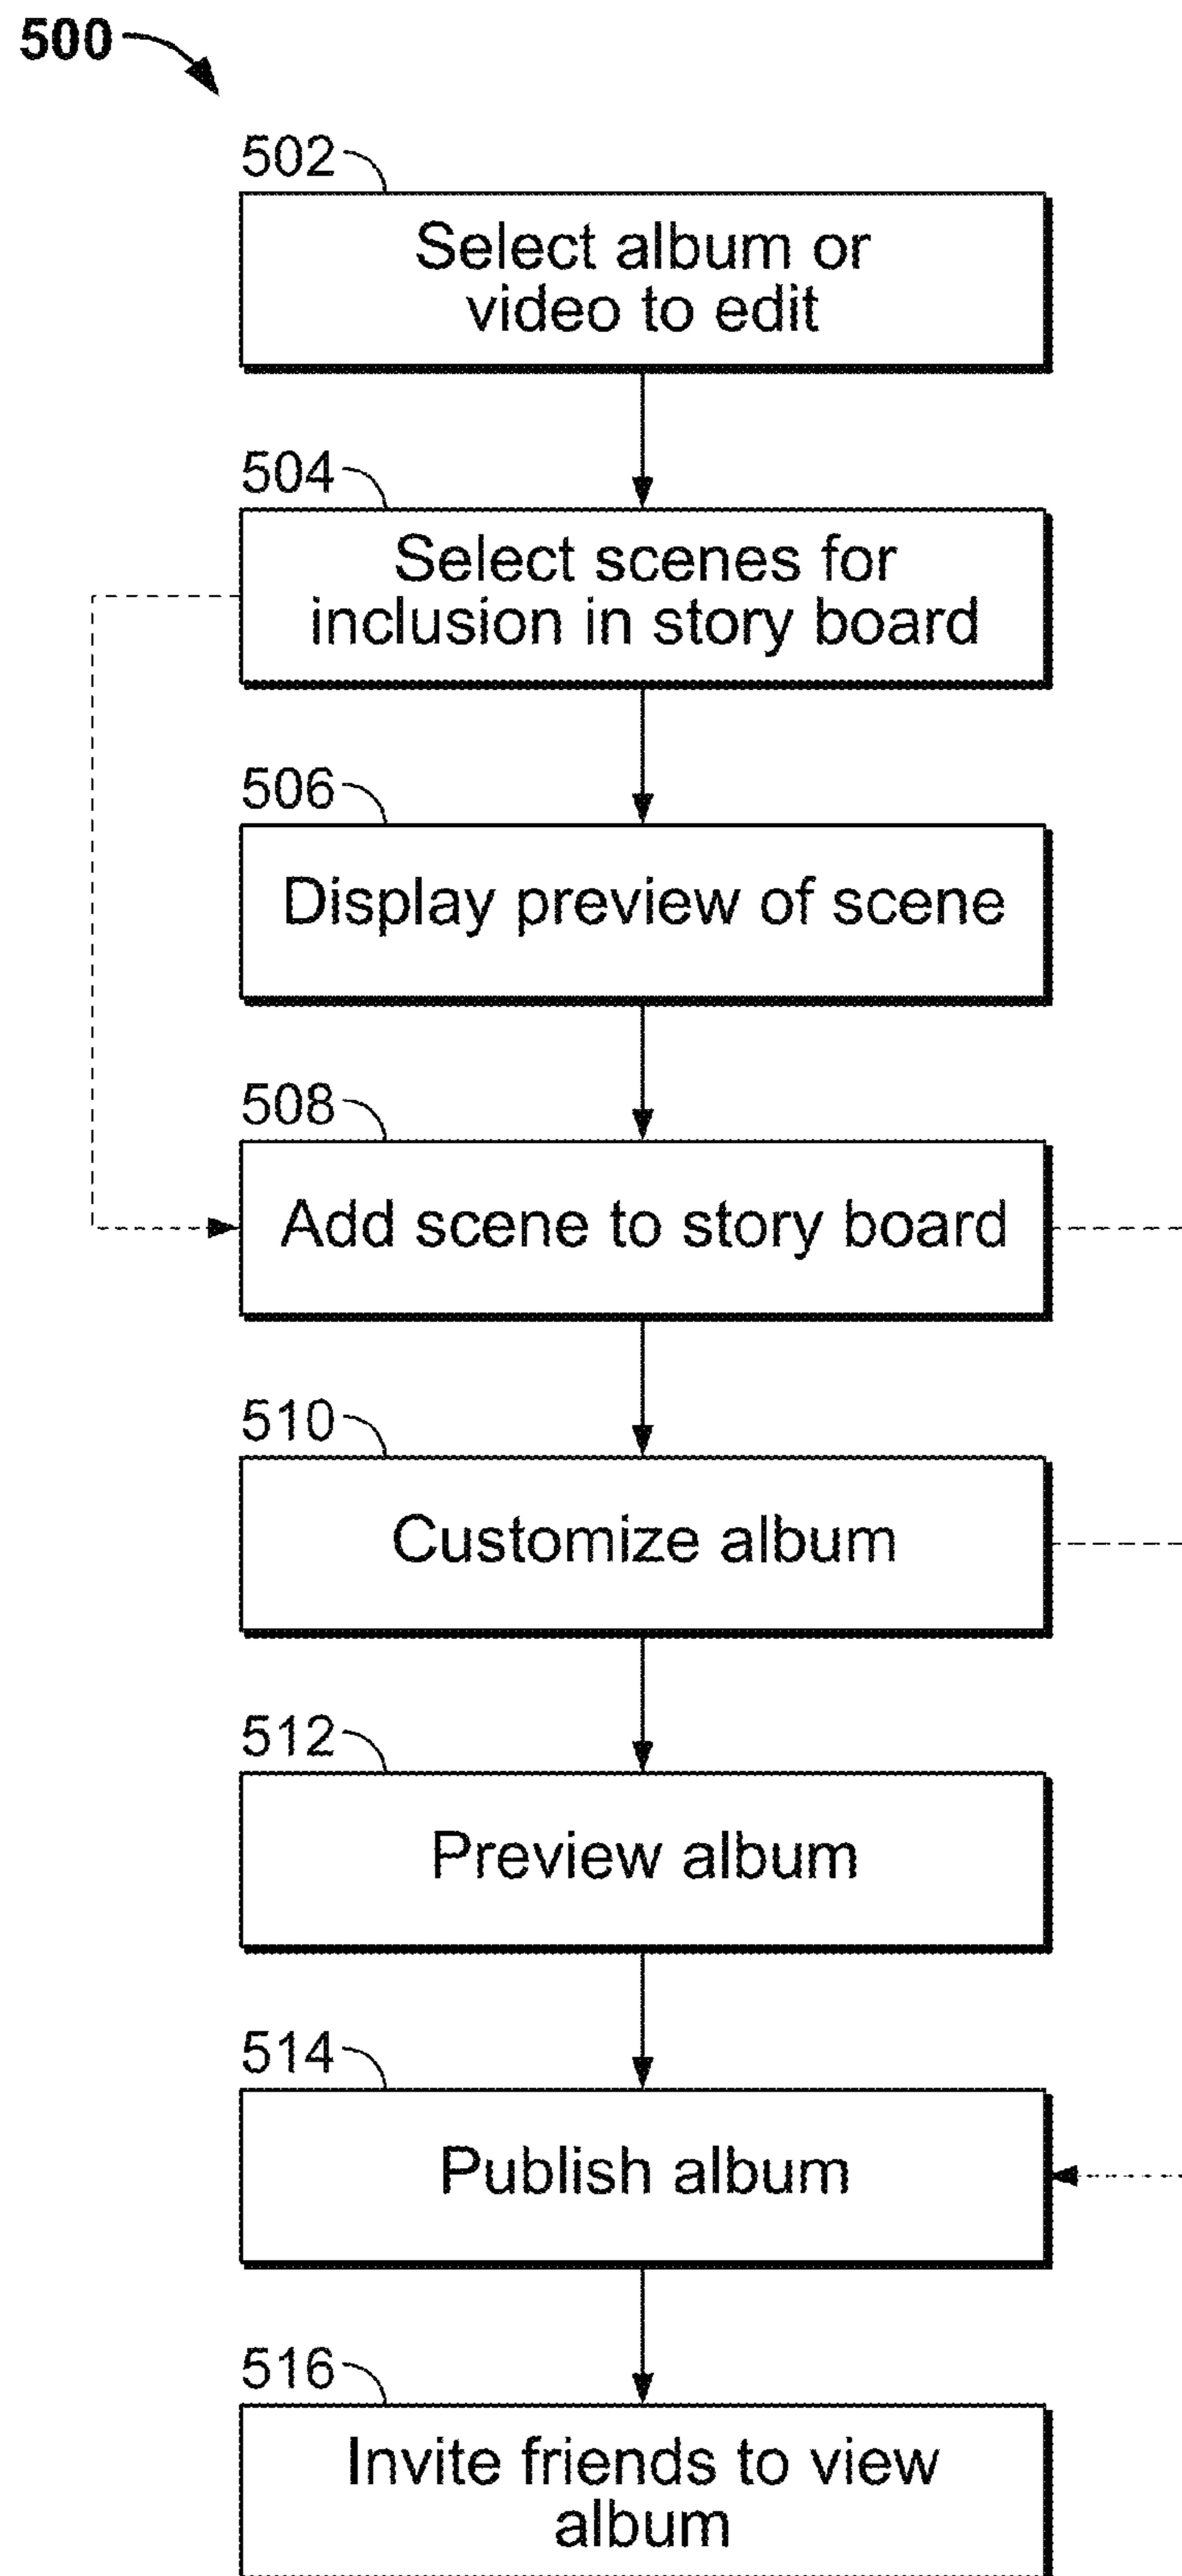 500
502
Select album or
video to edit
504
Select scenes for
inclusion in story board
506
Display preview of scene
508
Add scene to story board
510
Customize album
512
Preview album
514
Publish album
516
Invite friends to view
album